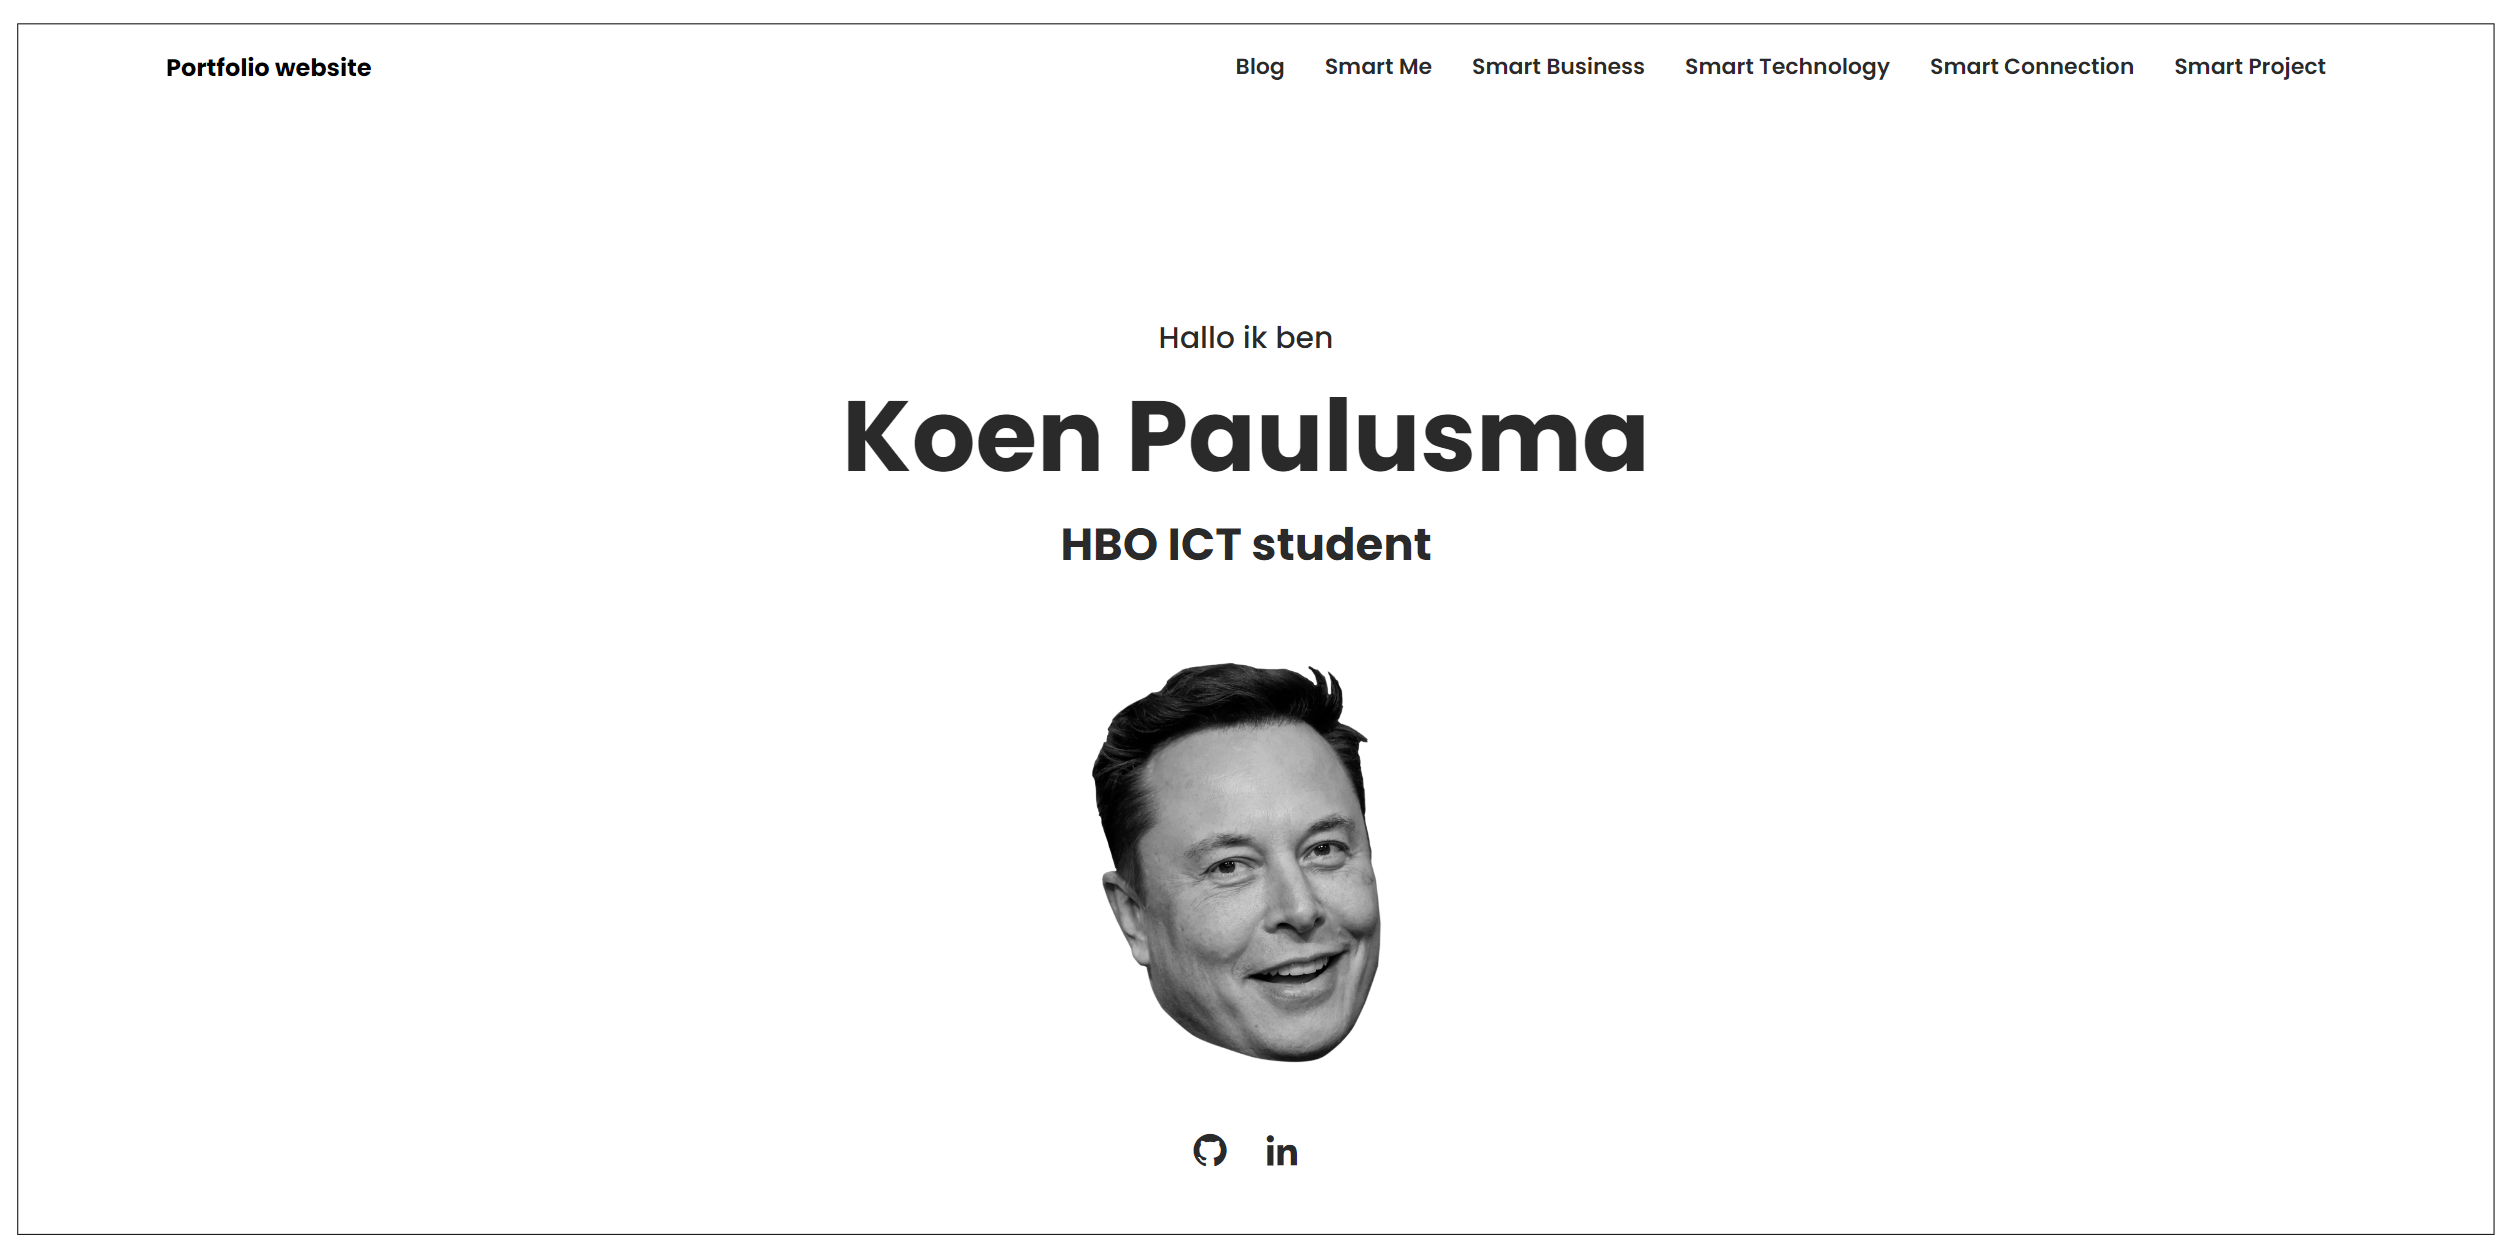 Portfolio website
Blog Smart Me Smart Business Smart Technology Smart Connection Smart Project
Hallo ik ben
Koen Paulusma
HBO ICT student
in